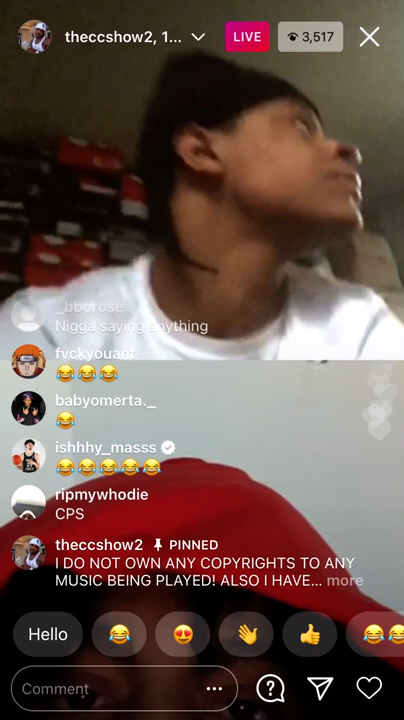 theccshow2, 1...
LIVE
3,517
_bborose
Nigga saying anything
fvckyouant
😂😂😂
babyomerta._
😂
ishhhy_masss
😂😂😂😂😂
ripmywhodie
CPS
theccshow2 PINNED
I DO NOT OWN ANY COPYRIGHTS TO ANY
MUSIC BEING PLAYED! ALSO I HAVE... more
Hello 😂 😍 👋 👍 😂😂
Comment